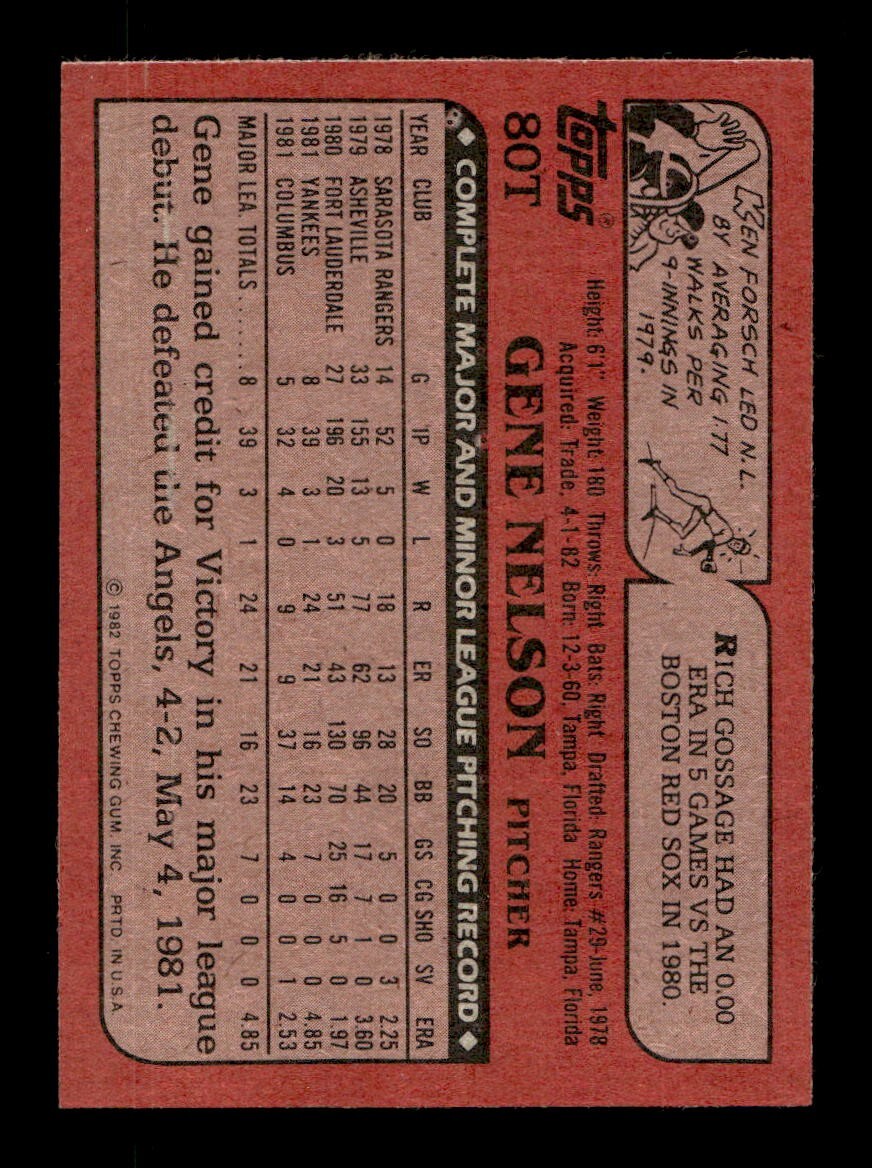 KEN FORSCH LED N.L.
BY AVERAGING 1.77
WALKS PER
9-INNINGS IN
1979.
RICH GOSSAGE HAD AN 0.00
ERA IN 5 GAMES VS THE
BOSTON RED SOX IN 1980.
TOPPS®
Height: 6'1" Weight: 180 Throws: Right Bats: Right Drafted: Rangers #29-June, 1978
Acquired: Trade, 4-1-82 Born: 12-3-60, Tampa, Florida Home: Tampa, Florida
80T GENE NELSON PITCHER
◆ COMPLETE MAJOR AND MINOR LEAGUE PITCHING RECORD ◆
YEAR CLUB G IP W L R ER SO BB GS CG SHO SV ERA
1978 SARASOTA RANGERS 14 52 5 0 18 13 28 20 5 0 0 3 2.25
1979 ASHEVILLE 33 155 13 5 77 62 96 44 17 7 1 0 3.60
1980 FORT LAUDERDALE 27 196 20 3 51 43 130 70 25 16 5 0 1.97
1981 YANKEES 8 39 3 1 24 21 16 23 7 0 0 0 4.85
1981 COLUMBUS 5 32 4 0 9 9 37 14 4 0 0 1 2.53
MAJOR LEA. TOTALS....... 8 39 3 1 24 21 16 23 7 0 0 0 4.85
Gene gained credit for Victory in his major league
debut. He defeated the Angels, 4-2, May 4, 1981.
© 1982 TOPPS CHEWING GUM, INC. PRTD. IN U.S.A.